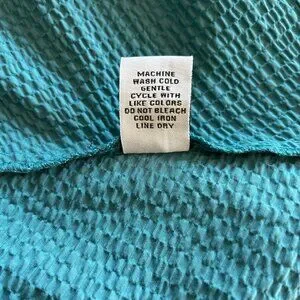 MACHINE
WASH COLD
GENTLE
CYCLE WITH
LIKE COLORS
DO NOT BLEACH
COOL IRON
LINE DRY